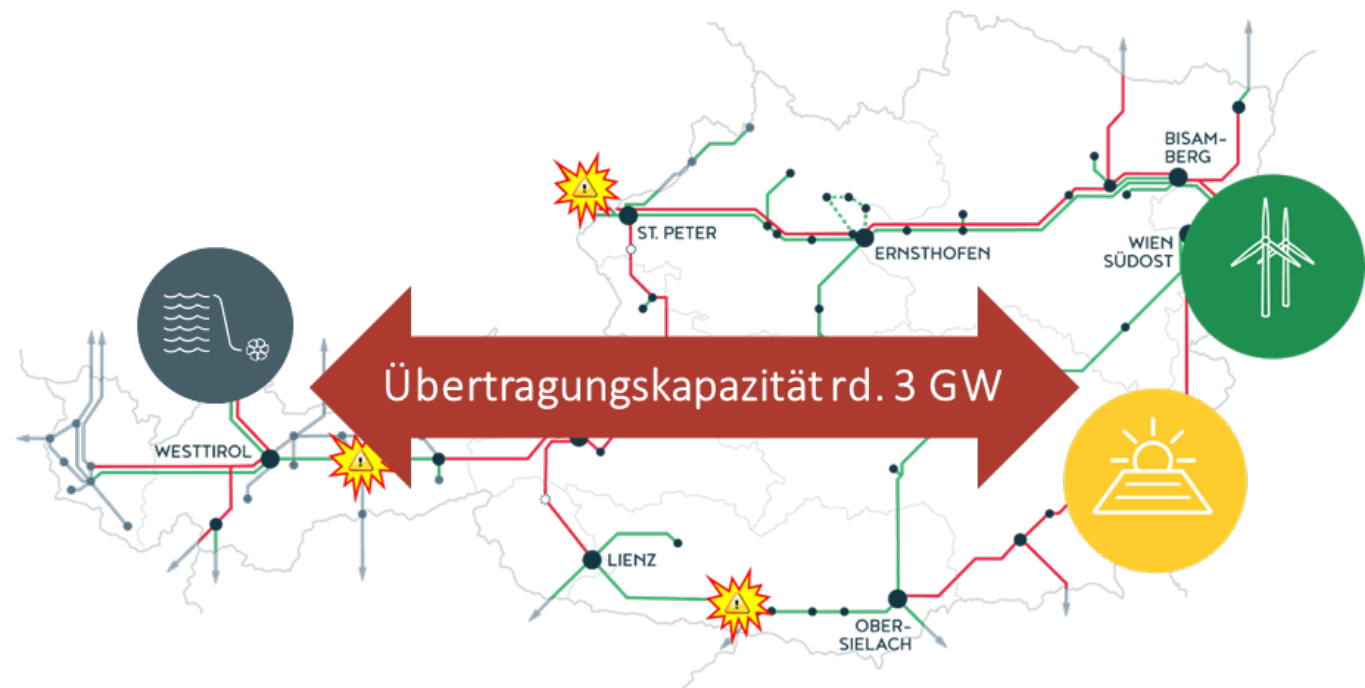 BISAM-
BERG
ST. PETER
ERNSTHOFEN
WIEN
SÜDOST
Übertragungskapazität rd. 3 GW
WESTTIROL
LIENZ
OBER-
SIELACH